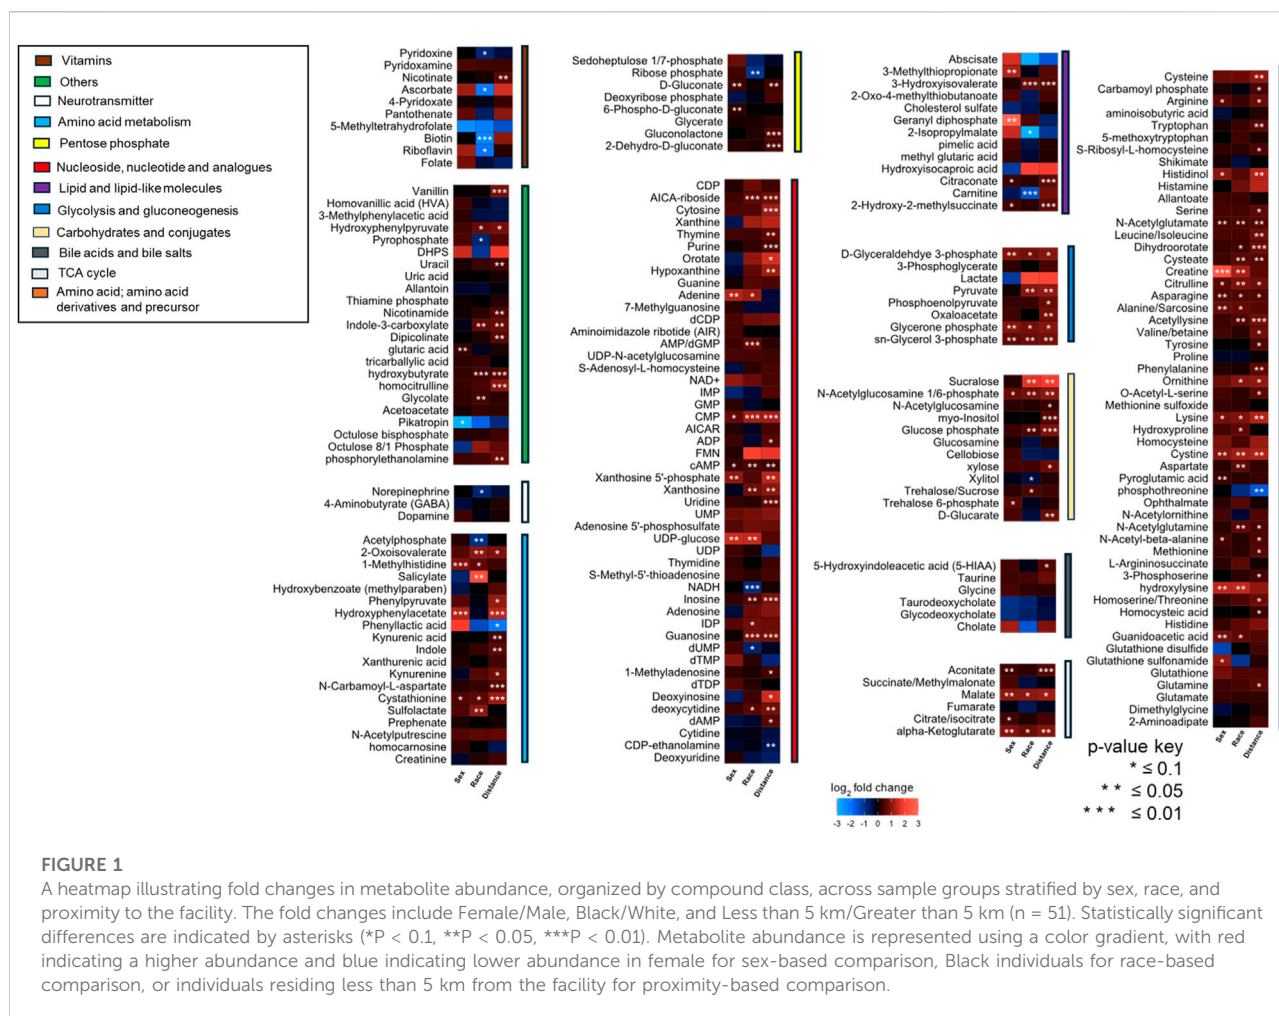 Vitamins
Others
Neurotransmitter
Amino acid metabolism
Pentose phosphate
Nucleoside, nucleotide and analogues
Lipid and lipid-like molecules
Glycolysis and gluconeogenesis
Carbohydrates and conjugates
Bile acids and bile salts
TCA cycle
Amino acid; amino acid
derivatives and precursor
Pyridoxine *
Pyridoxamine
Nicotinate **
Ascorbate *
4-Pyridoxate
Pantothenate
5-Methyltetrahydrofolate
Biotin ***
Riboflavin *
Folate
Vanillin ***
Homovanillic acid (HVA)
3-Methylphenylacetic acid
Hydroxyphenylpyruvate * *
Pyrophosphate *
DHPS
Uracil **
Uric acid
Allantoin
Thiamine phosphate
Nicotinamide **
Indole-3-carboxylate ** **
Dipicolinate **
glutaric acid **
tricarballylic acid
hydroxybutyrate *** ***
homocitrulline ***
Glycolate **
Acetoacetate
Pikatropin *
Octulose bisphosphate
Octulose 8/1 Phosphate
phosphorylethanolamine **
Norepinephrine *
4-Aminobutyrate (GABA)
Dopamine
Acetylphosphate **
2-Oxoisovalerate ** *
1-Methylhistidine *** *
Salicylate **
Hydroxybenzoate (methylparaben)
Phenylpyruvate *
Hydroxyphenylacetate *** ***
Phenyllactic acid *
Kynurenic acid **
Indole **
Xanthurenic acid
Kynurenine *
N-Carbamoyl-L-aspartate ***
Cystathionine * * ***
Sulfolactate **
Prephenate
N-Acetylputrescine
homocarnosine
Creatinine
Sex Race Distance
Sedoheptulose 1/7-phosphate
Ribose phosphate **
D-Gluconate ** **
Deoxyribose phosphate
6-Phospho-D-gluconate **
Glycerate
Gluconolactone ***
2-Dehydro-D-gluconate ***
CDP
AICA-riboside *** ***
Cytosine ***
Xanthine
Thymine **
Purine ***
Orotate *
Hypoxanthine **
Guanine
Adenine ** *
7-Methylguanosine
dCDP
Aminoimidazole ribotide (AIR)
AMP/dGMP ***
UDP-N-acetylglucosamine
S-Adenosyl-L-homocysteine
NAD+
IMP
GMP
CMP * *** ***
AICAR
ADP *
FMN
cAMP * ** **
Xanthosine 5'-phosphate ** **
Xanthosine ** **
Uridine ***
UMP
Adenosine 5'-phosphosulfate
UDP-glucose ** **
UDP
Thymidine
S-Methyl-5'-thioadenosine
NADH ***
Inosine ** ***
Adenosine
IDP *
Guanosine *** ***
dUMP *
dTMP
1-Methyladenosine *
dTDP
Deoxyinosine *
deoxycytidine * **
dAMP *
Cytidine
CDP-ethanolamine **
Deoxyuridine
Sex Race Distance
Abscisate
3-Methylthiopropionate **
3-Hydroxyisovalerate *** ***
2-Oxo-4-methylthiobutanoate
Cholesterol sulfate
Geranyl diphosphate **
2-Isopropylmalate *
pimelic acid
methyl glutaric acid
Hydroxyisocaproic acid
Citraconate * ***
Carnitine ***
2-Hydroxy-2-methylsuccinate * ***
D-Glyceraldehdye 3-phosphate ** * *
3-Phosphoglycerate
Lactate
Pyruvate ** **
Phosphoenolpyruvate *
Oxaloacetate **
Glycerone phosphate ** * *
sn-Glycerol 3-phosphate ** ** **
Sucralose ** **
N-Acetylglucosamine 1/6-phosphate * ** **
N-Acetylglucosamine *
myo-Inositol ***
Glucose phosphate ** ***
Glucosamine
Cellobiose
xylose *
Xylitol *
Trehalose/Sucrose *
Trehalose 6-phosphate *
D-Glucarate **
5-Hydroxyindoleacetic acid (5-HIAA) *
Taurine
Glycine
Taurodeoxycholate
Glycodeoxycholate
Cholate
Aconitate ** ***
Succinate/Methylmalonate
Malate ** * *
Fumarate
Citrate/isocitrate *
alpha-Ketoglutarate ** * **
Sex Race Distance
log2 fold change
-3 -2 -1 0 1 2 3
Cysteine **
Carbamoyl phosphate *
Arginine * *
aminoisobutyric acid
Tryptophan **
5-methoxytryptophan
S-Ribosyl-L-homocysteine *
Shikimate
Histidinol * **
Histamine
Allantoate
Serine *
N-Acetylglutamate ** ** **
Leucine/Isoleucine **
Dihydroorotate * ***
Cysteate ** **
Creatine *** **
Citrulline * ** *
Asparagine ** * *
Alanine/Sarcosine ** *
Acetyllysine ** ***
Valine/betaine *
Tyrosine *
Proline
Phenylalanine **
Ornithine * *
O-Acetyl-L-serine *
Methionine sulfoxide
Lysine * * **
Hydroxyproline *
Homocysteine
Cystine ** ** **
Aspartate **
Pyroglutamic acid **
phosphothreonine **
Ophthalmate
N-Acetylornithine
N-Acetylglutamine ** *
N-Acetyl-beta-alanine * *
Methionine *
L-Argininosuccinate
3-Phosphoserine *
hydroxylysine ** **
Homoserine/Threonine *
Homocysteic acid *
Histidine
Guanidoacetic acid ** *
Glutathione disulfide
Glutathione sulfonamide *
Glutathione
Glutamine *
Glutamate
Dimethylglycine
2-Aminoadipate
Sex Race Distance
p-value key
* ≤ 0.1
* * ≤ 0.05
* * * ≤ 0.01
FIGURE 1
A heatmap illustrating fold changes in metabolite abundance, organized by compound class, across sample groups stratified by sex, race, and
proximity to the facility. The fold changes include Female/Male, Black/White, and Less than 5 km/Greater than 5 km (n = 51). Statistically significant
differences are indicated by asterisks (*P < 0.1, **P < 0.05, ***P < 0.01). Metabolite abundance is represented using a color gradient, with red
indicating a higher abundance and blue indicating lower abundance in female for sex-based comparison, Black individuals for race-based
comparison, or individuals residing less than 5 km from the facility for proximity-based comparison.